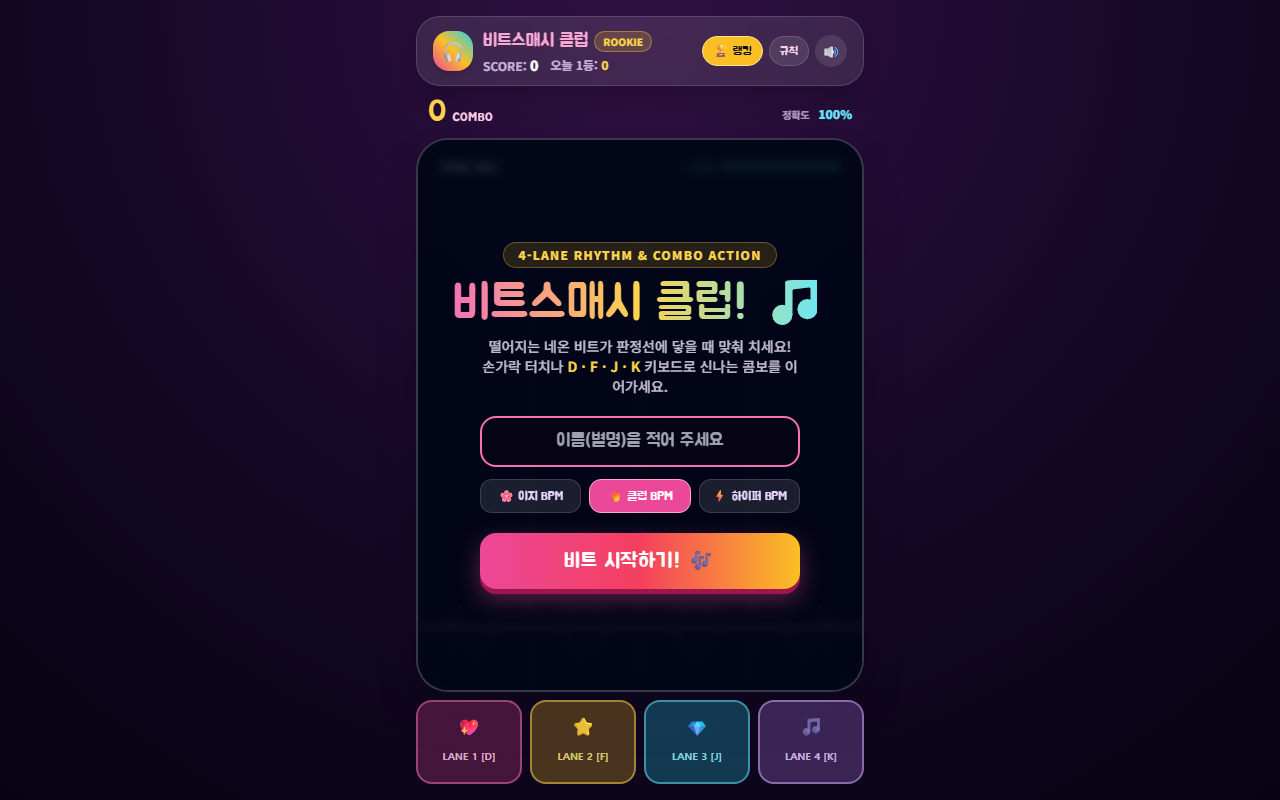 비트스매시 클럽 ROOKIE
SCORE: 0 오늘 1등: 0
랭킹
규칙
0 COMBO
정확도 100%
4-LANE RHYTHM & COMBO ACTION
비트스매시 클럽!
떨어지는 네온 비트가 판정선에 닿을 때 맞춰 치세요!
손가락 터치나 D · F · J · K 키보드로 신나는 콤보를 이
어가세요.
이름(별명)을 적어 주세요
이지 BPM
클럽 BPM
하이퍼 BPM
비트 시작하기!
LANE 1 [D]
LANE 2 [F]
LANE 3 [J]
LANE 4 [K]